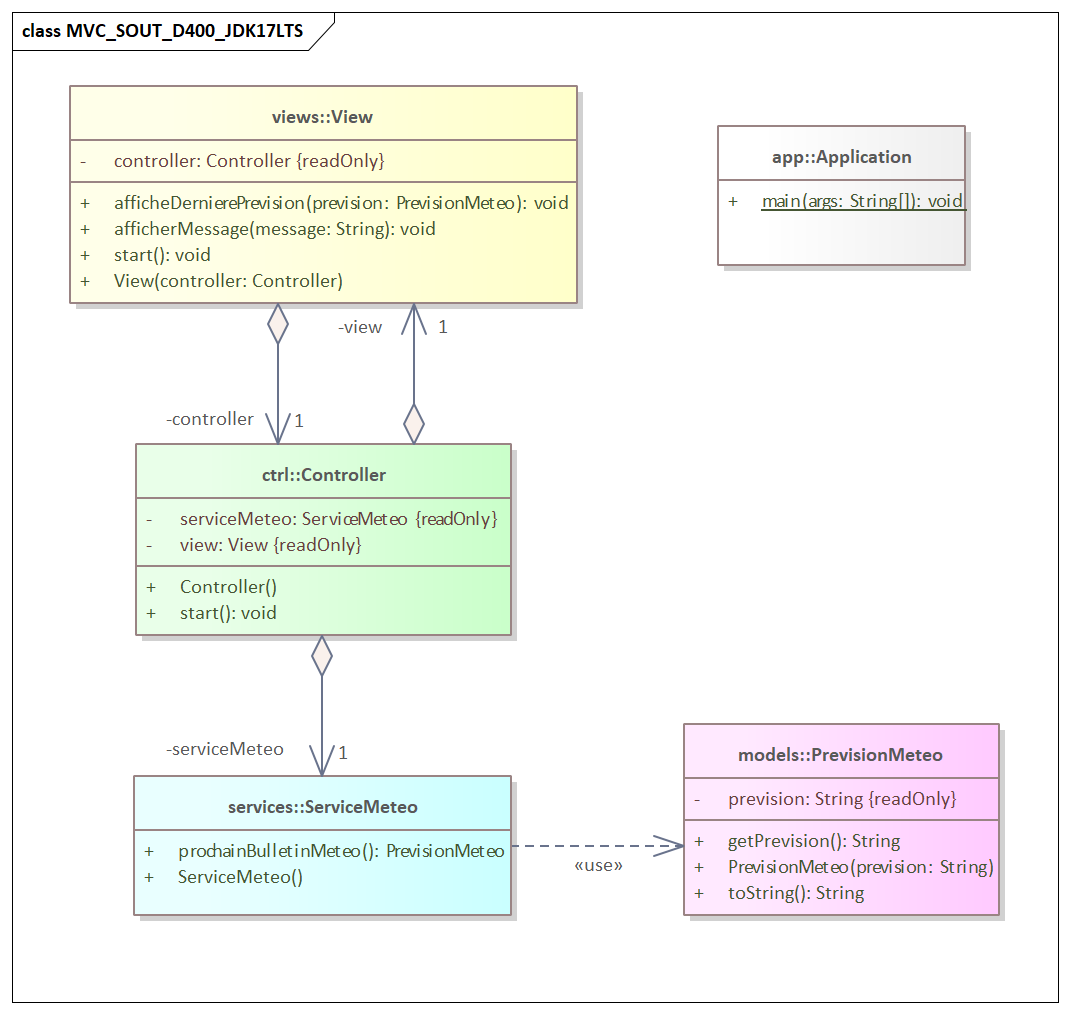 class MVC_SOUT_D400_JDK17LTS
views::View
- controller: Controller {readOnly}
+ afficheDernierePrevision(prevision: PrevisionMeteo): void
+ afficherMessage(message: String): void
+ start(): void
+ View(controller: Controller)
app::Application
+ main(args: String[]): void
-view 1
-controller 1
ctrl::Controller
- serviceMeteo: ServiceMeteo {readOnly}
- view: View {readOnly}
+ Controller()
+ start(): void
-serviceMeteo 1
services::ServiceMeteo
+ prochainBulletinMeteo(): PrevisionMeteo
+ ServiceMeteo()
«use»
models::PrevisionMeteo
- prevision: String {readOnly}
+ getPrevision(): String
+ PrevisionMeteo(prevision: String)
+ toString(): String